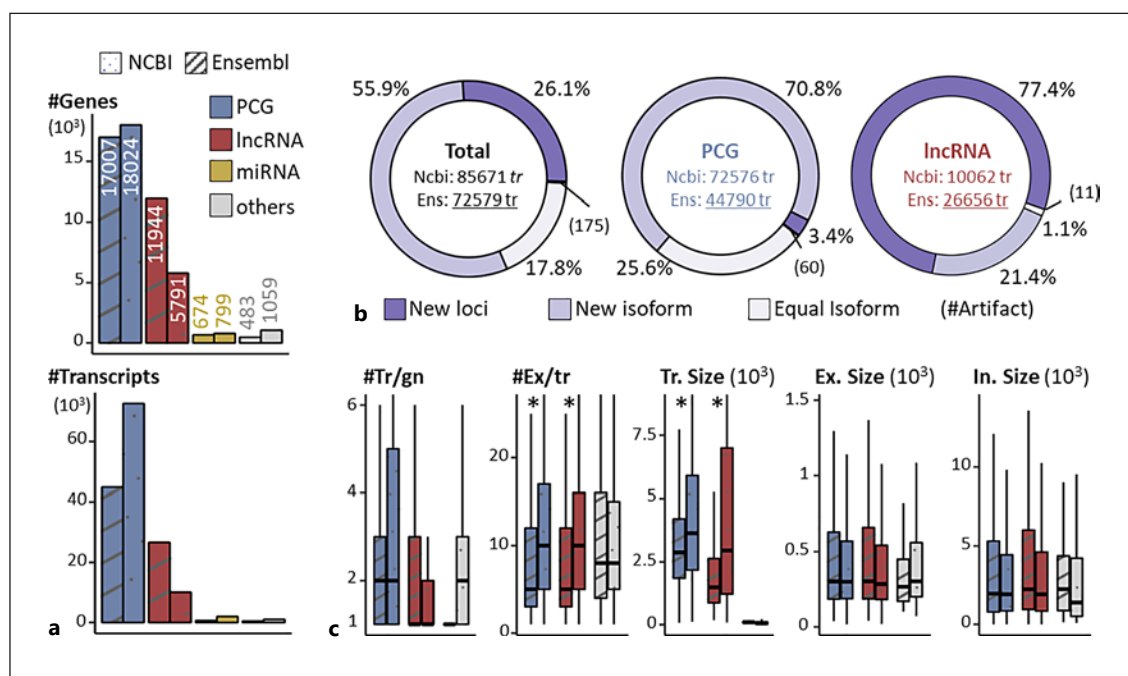 NCBI Ensembl
#Genes
(10³)
PCG
lncRNA
miRNA
others
15
10
5
0
17007
18024
11944
5791
674
799
483
1059
#Transcripts
(10³)
60
40
20
0
a
55.9%
26.1%
Total
Ncbi: 85671 tr
Ens: 72579 tr
(175)
17.8%
70.8%
PCG
Ncbi: 72576 tr
Ens: 44790 tr
3.4%
(60)
25.6%
77.4%
lncRNA
Ncbi: 10062 tr
Ens: 26656 tr
(11)
1.1%
21.4%
b
New loci New isoform Equal Isoform (#Artifact)
#Tr/gn
6
4
2
1
#Ex/tr
* *
20
10
0
Tr. Size (10³)
* *
7.5
5
2.5
0
Ex. Size (10³)
1.5
1
0.5
0
In. Size (10³)
10
5
0
c